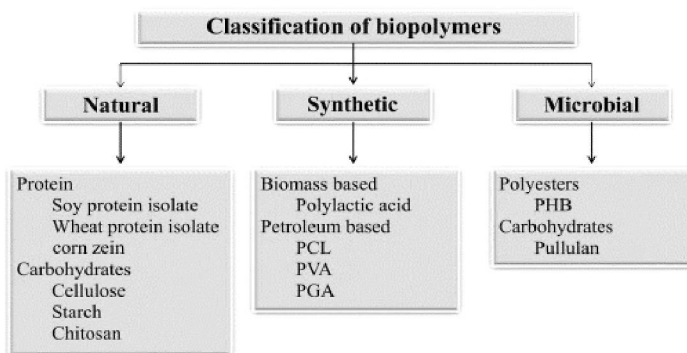 Classification of biopolymers
Natural
Synthetic
Microbial
Protein
Soy protein isolate
Wheat protein isolate
corn zein
Carbohydrates
Cellulose
Starch
Chitosan
Biomass based
Polylactic acid
Petroleum based
PCL
PVA
PGA
Polyesters
PHB
Carbohydrates
Pullulan